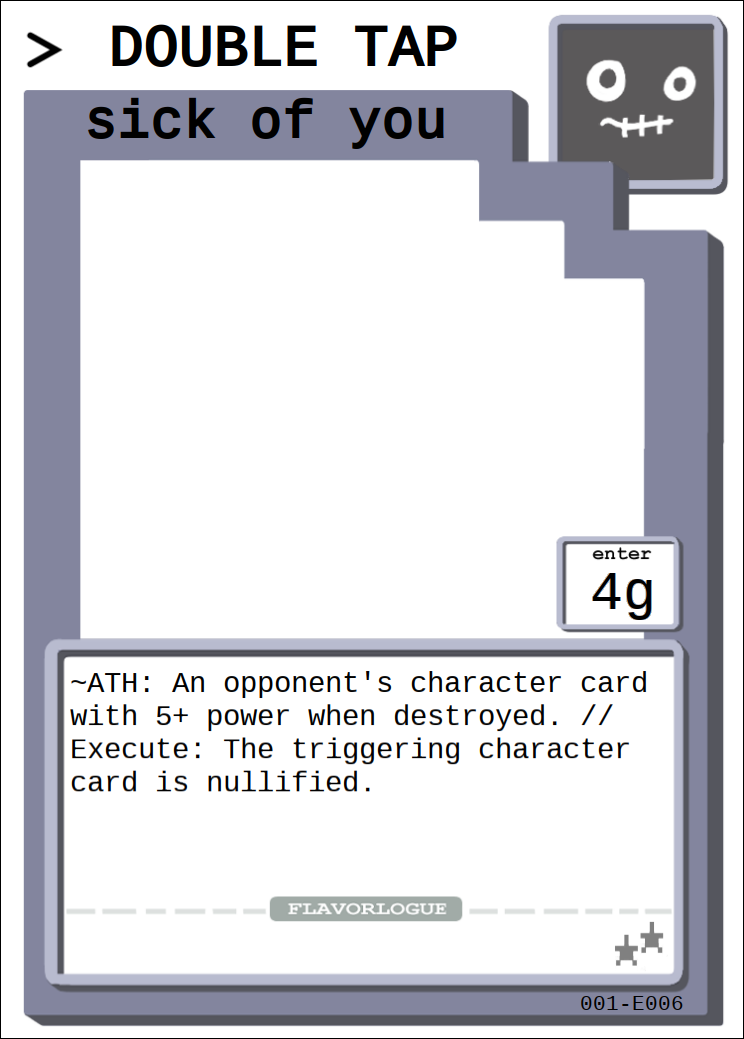 > DOUBLE TAP
sick of you
enter
4g
~ATH: An opponent's character card
with 5+ power when destroyed. //
Execute: The triggering character
card is nullified.
FLAVORLOGUE
001-E006